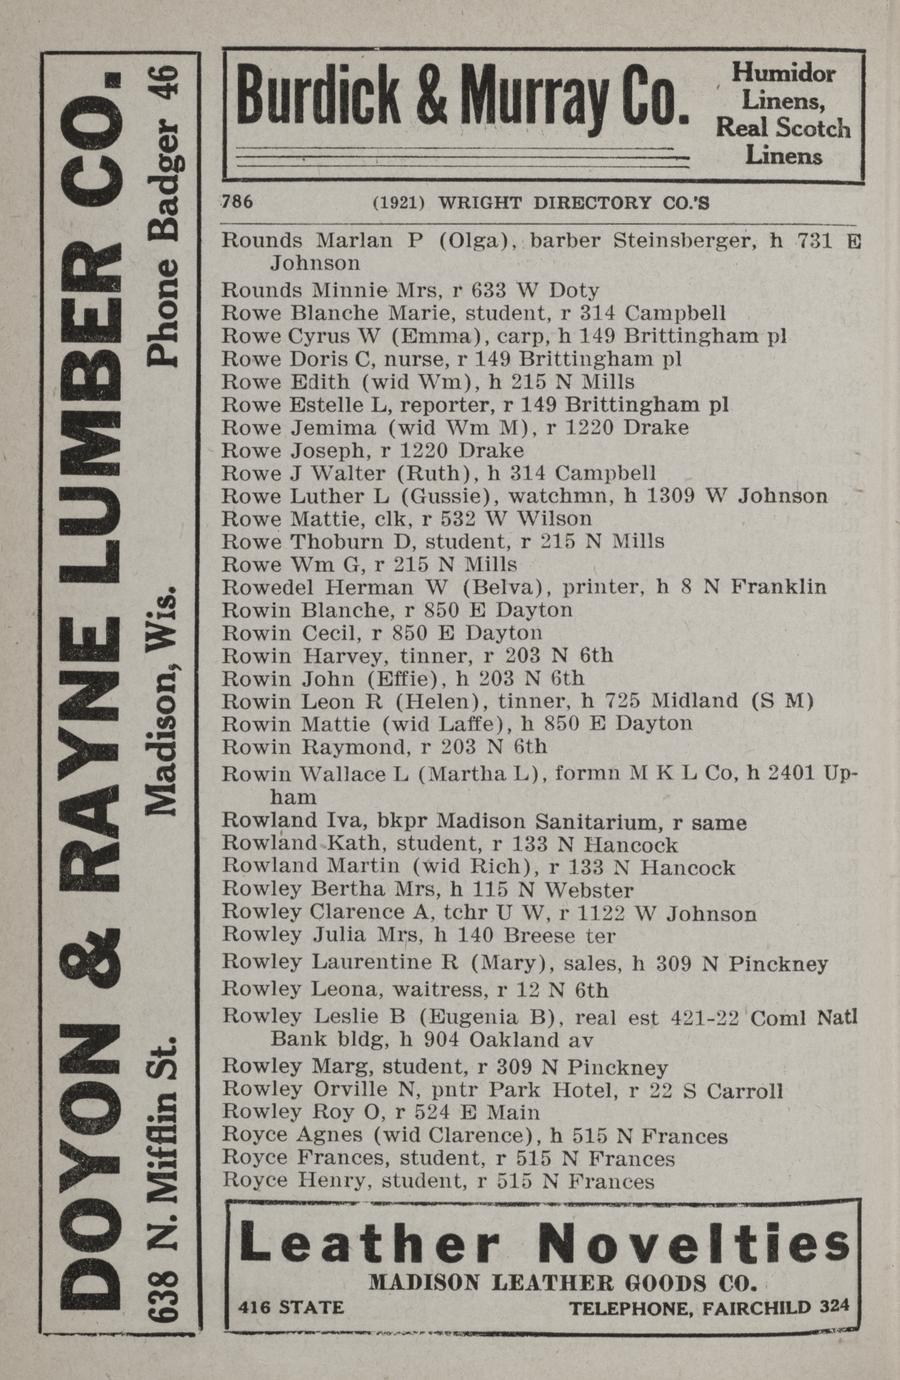 DOYON & RAYNE LUMBER CO.
638 N. Mifflin St. Madison, Wis. Phone Badger 46
Burdick & Murray Co.
Humidor
Linens,
Real Scotch
Linens
786 (1921) WRIGHT DIRECTORY CO.'S
Rounds Marlan P (Olga), barber Steinsberger, h 731 E
Johnson
Rounds Minnie Mrs, r 633 W Doty
Rowe Blanche Marie, student, r 314 Campbell
Rowe Cyrus W (Emma), carp, h 149 Brittingham pl
Rowe Doris C, nurse, r 149 Brittingham pl
Rowe Edith (wid Wm), h 215 N Mills
Rowe Estelle L, reporter, r 149 Brittingham pl
Rowe Jemima (wid Wm M), r 1220 Drake
Rowe Joseph, r 1220 Drake
Rowe J Walter (Ruth), h 314 Campbell
Rowe Luther L (Gussie), watchmn, h 1309 W Johnson
Rowe Mattie, clk, r 532 W Wilson
Rowe Thoburn D, student, r 215 N Mills
Rowe Wm G, r 215 N Mills
Rowedel Herman W (Belva), printer, h 8 N Franklin
Rowin Blanche, r 850 E Dayton
Rowin Cecil, r 850 E Dayton
Rowin Harvey, tinner, r 203 N 6th
Rowin John (Effie), h 203 N 6th
Rowin Leon R (Helen), tinner, h 725 Midland (S M)
Rowin Mattie (wid Laffe), h 850 E Dayton
Rowin Raymond, r 203 N 6th
Rowin Wallace L (Martha L), formn M K L Co, h 2401 Up-
ham
Rowland Iva, bkpr Madison Sanitarium, r same
Rowland Kath, student, r 133 N Hancock
Rowland Martin (wid Rich), r 133 N Hancock
Rowley Bertha Mrs, h 115 N Webster
Rowley Clarence A, tchr U W, r 1122 W Johnson
Rowley Julia Mrs, h 140 Breese ter
Rowley Laurentine R (Mary), sales, h 309 N Pinckney
Rowley Leona, waitress, r 12 N 6th
Rowley Leslie B (Eugenia B), real est 421-22 Coml Natl
Bank bldg, h 904 Oakland av
Rowley Marg, student, r 309 N Pinckney
Rowley Orville N, pntr Park Hotel, r 22 S Carroll
Rowley Roy O, r 524 E Main
Royce Agnes (wid Clarence), h 515 N Frances
Royce Frances, student, r 515 N Frances
Royce Henry, student, r 515 N Frances
Leather Novelties
MADISON LEATHER GOODS CO.
416 STATE TELEPHONE, FAIRCHILD 324